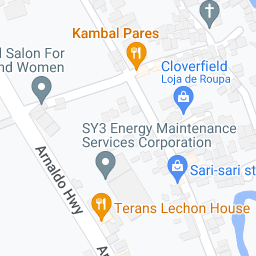 Kambal Pares
l Salon For
nd Women
Cloverfield
Loja de Roupa
SY3 Energy Maintenance
Services Corporation
Arnaldo Hwy
Sari-sari st
Terans Lechon House
Ar